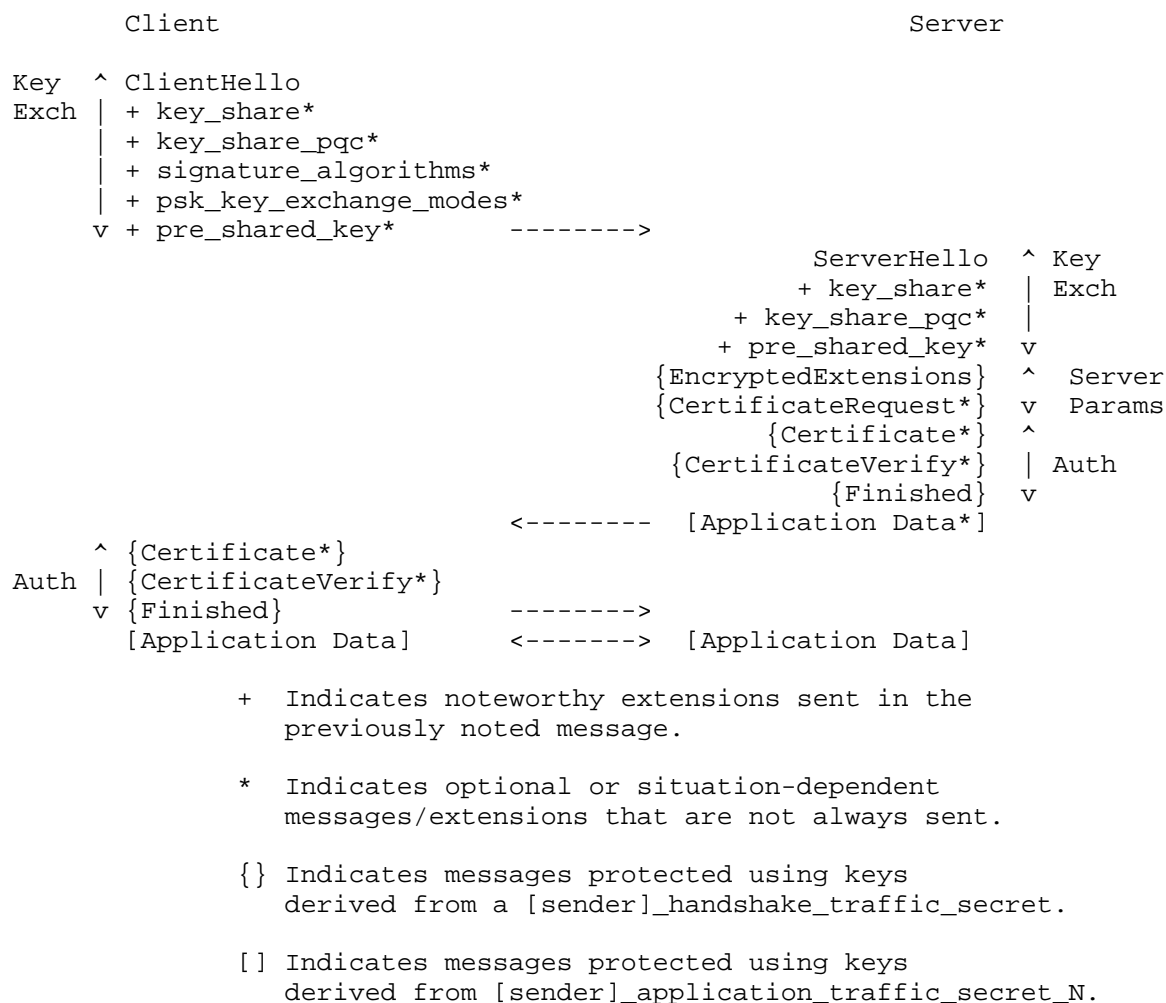 Client                                          Server

Key  ^ ClientHello
Exch | + key_share*
     | + key_share_pqc*
     | + signature_algorithms*
     | + psk_key_exchange_modes*
     v + pre_shared_key*       -------->
                                                  ServerHello  ^ Key
                                                 + key_share*  | Exch
                                             + key_share_pqc*  |
                                            + pre_shared_key*  v
                                        {EncryptedExtensions}  ^  Server
                                        {CertificateRequest*}  v  Params
                                               {Certificate*}  ^
                                         {CertificateVerify*}  | Auth
                                                   {Finished}  v
                               <--------  [Application Data*]
     ^ {Certificate*}
Auth | {CertificateVerify*}
     v {Finished}              -------->
       [Application Data]      <------->  [Application Data]

              +  Indicates noteworthy extensions sent in the
                 previously noted message.

              *  Indicates optional or situation-dependent
                 messages/extensions that are not always sent.

              {} Indicates messages protected using keys
                 derived from a [sender]_handshake_traffic_secret.

              [] Indicates messages protected using keys
                 derived from [sender]_application_traffic_secret_N.